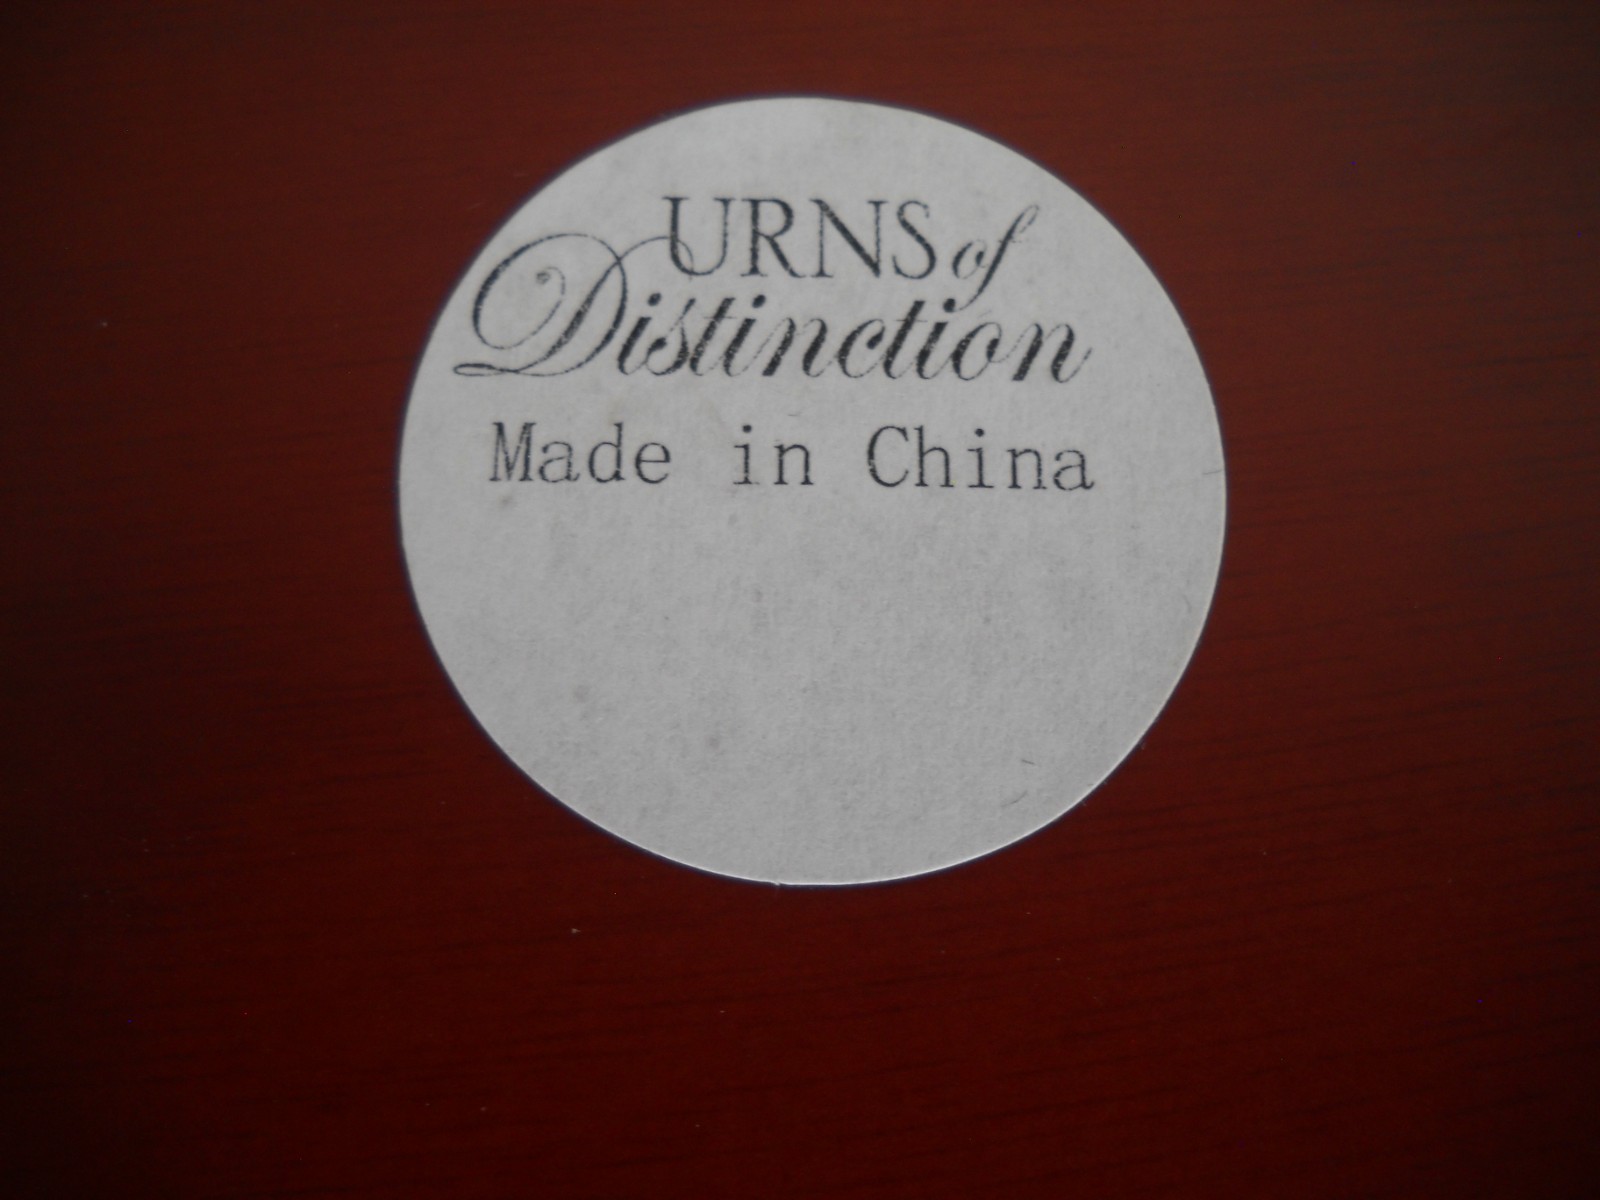 URNS of
Distinction
Made in China